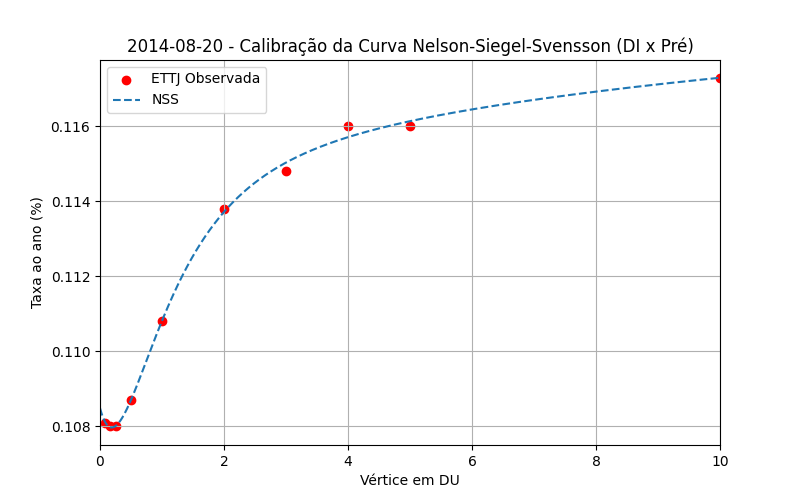 2014-08-20 - Calibração da Curva Nelson-Siegel-Svensson (DI x Pré)
ETTJ Observada
NSS
Taxa ao ano (%)
0.116
0.114
0.112
0.110
0.108
0 2 4 6 8 10
Vértice em DU